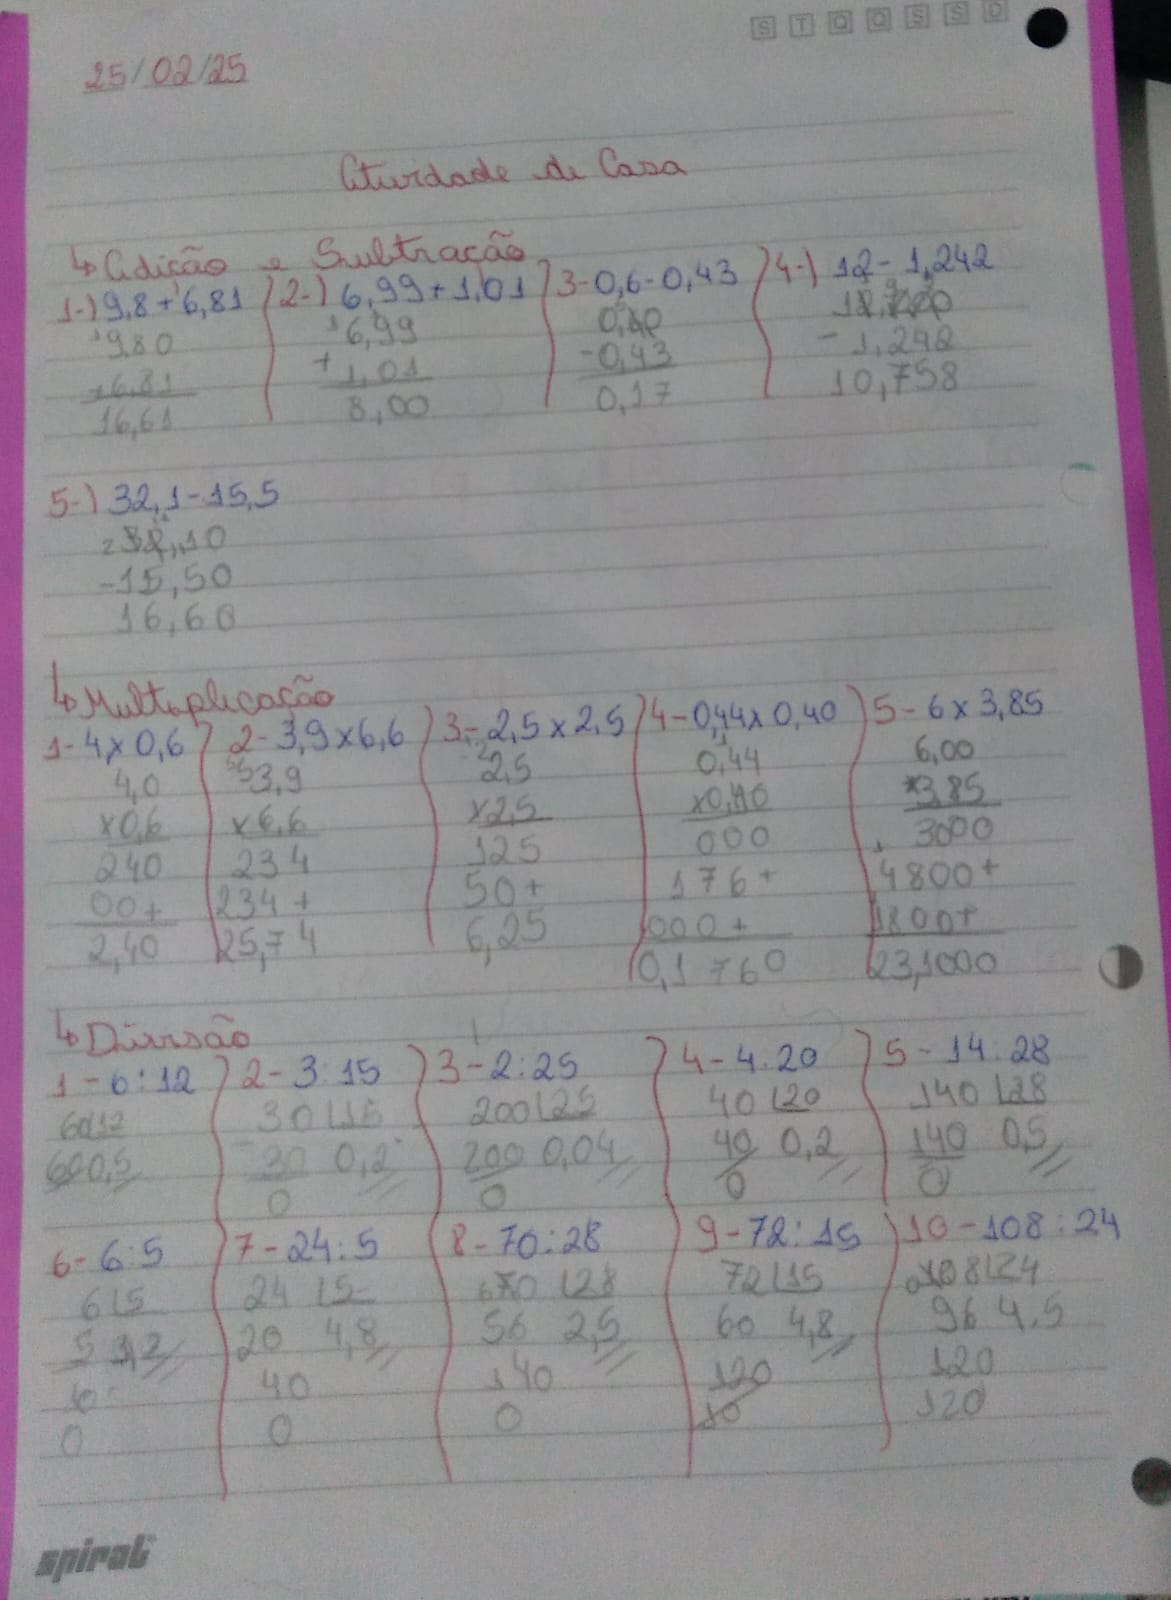 S T Q Q S S D
25/02/25
Atividade de Casa
↳ Adição e Subtração
1-) 9,8 + 6,81 2-) 6,99 + 1,01 3- 0,6 - 0,43 4-) 12 - 1,242
9,80 6,99 0,60
+6,81 + 1,01 -0,43 - 1,242
16,61 8,00 0,17 10,758
5-) 32,1 - 15,5
32,10
-15,50
16,60
↳ Multiplicação
1- 4 x 0,6 2- 3,9 x 6,6 3- 2,5 x 2,5 4- 0,44 x 0,40 5- 6 x 3,85
4,0 3,9 2,5 0,44 6,00
x0,6 x 6,6 x2,5 x0,40 x3,85
240 234 125 000 3000
00+ 234+ 50+ 176+ 4800+
2,40 25,74 6,25 000+ 1800+
0,1760 23,1000
↳ Divisão
1- 6:12 2- 3:15 3- 2:25 4- 4:20 5- 14:28
60 12 30 15 200 25 40 20 140 28
60 0,5 30 0,2 200 0,04 40 0,2 140 0,5
0 0 0 0
6- 6:5 7- 24:5 8- 70:28 9- 72:15 10- 108:24
6 5 24 5 70 28 72 15 108 24
5 1,2 20 4,8 56 2,5 60 4,8 96 4,5
10 40 140 120 120
0 0 0 120
spiral